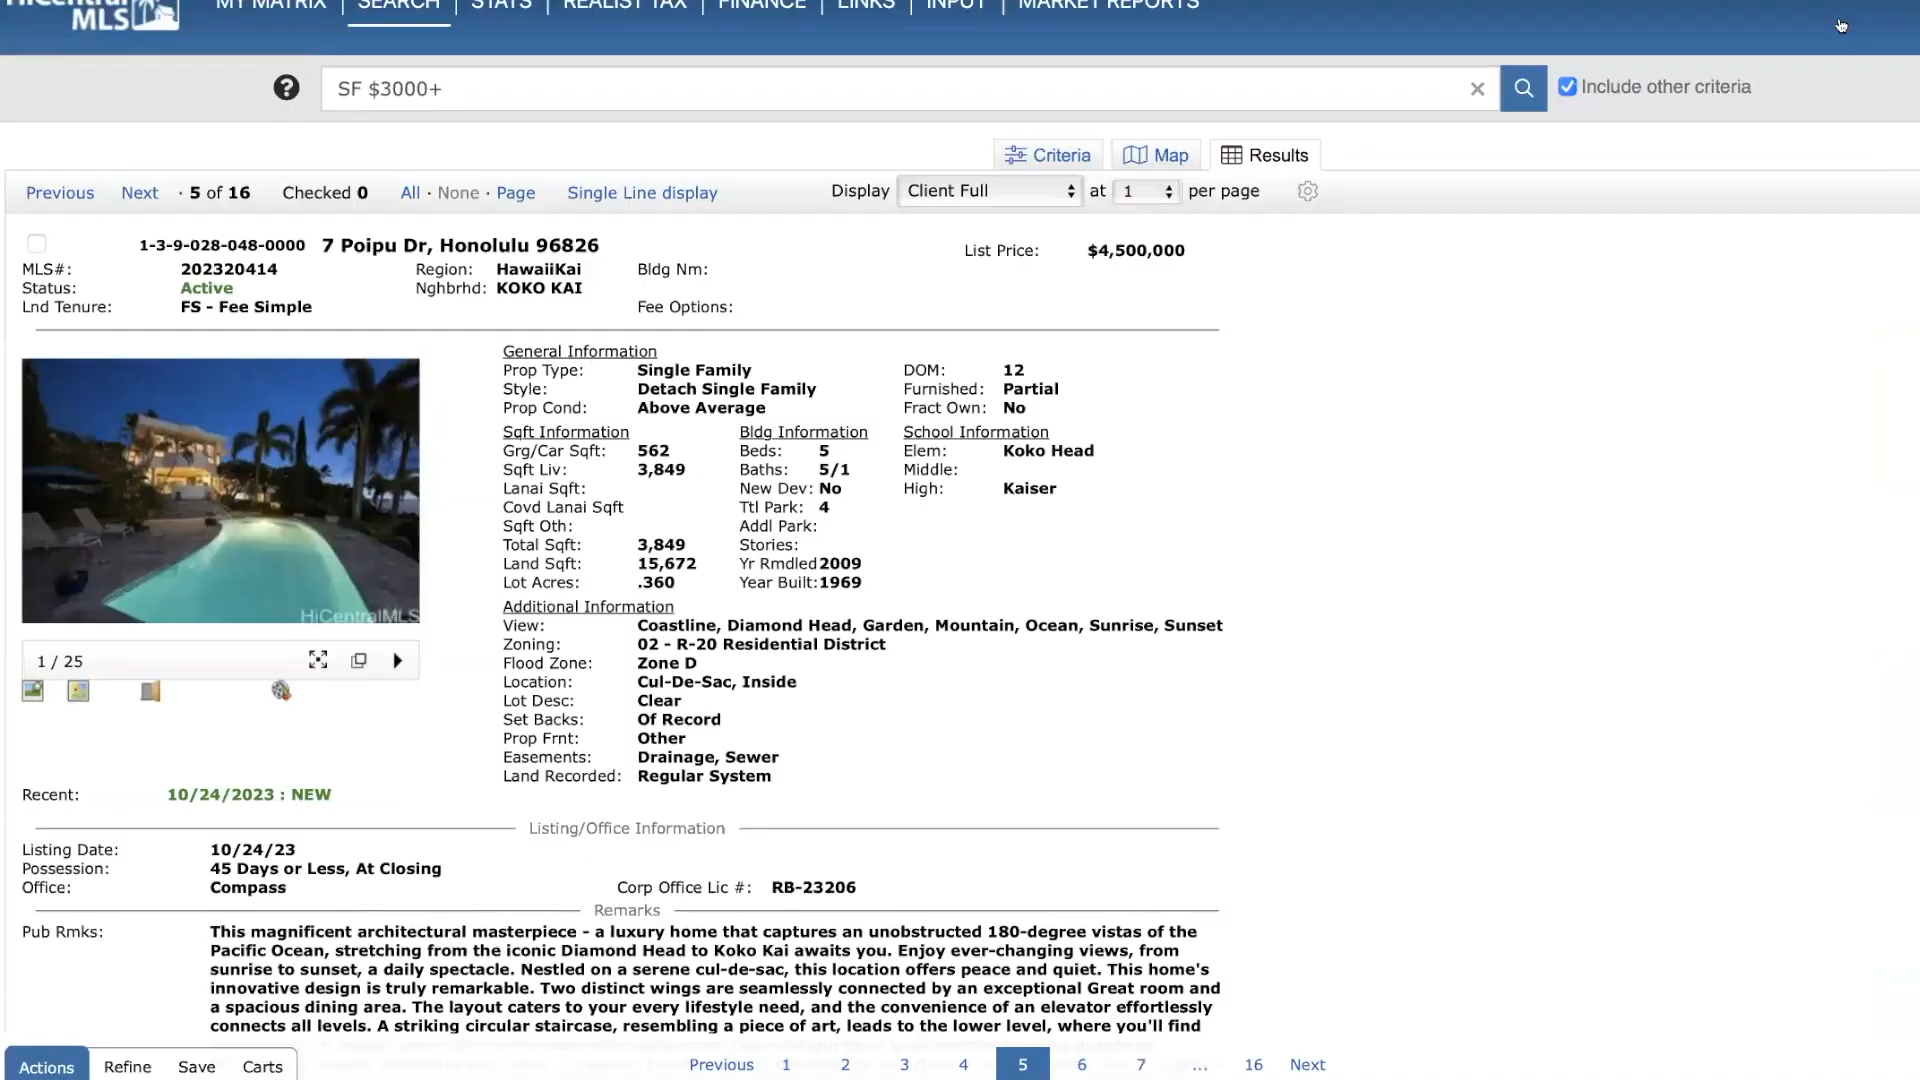 HiCentral
MLS
MY MATRIX
SEARCH
STATS
REALIST TAX
FINANCE
LINKS
INPUT
MARKET REPORTS
?
SF $3000+
Include other criteria
Criteria
Map
Results
Previous Next · 5 of 16 Checked 0 All · None · Page Single Line display
Display Client Full at 1 per page
1-3-9-028-048-0000 7 Poipu Dr, Honolulu 96826
List Price: $4,500,000
MLS#: 202320414 Region: HawaiiKai Bldg Nm:
Status: Active Nghbrhd: KOKO KAI
Lnd Tenure: FS - Fee Simple Fee Options:
General Information
Prop Type: Single Family DOM: 12
Style: Detach Single Family Furnished: Partial
Prop Cond: Above Average Fract Own: No
Sqft Information Bldg Information School Information
Grg/Car Sqft: 562 Beds: 5 Elem: Koko Head
Sqft Liv: 3,849 Baths: 5/1 Middle:
Lanai Sqft: New Dev: No High: Kaiser
Covd Lanai Sqft Ttl Park: 4
Sqft Oth: Addl Park:
Total Sqft: 3,849 Stories:
Land Sqft: 15,672 Yr Rmdled 2009
Lot Acres: .360 Year Built: 1969
Additional Information
View: Coastline, Diamond Head, Garden, Mountain, Ocean, Sunrise, Sunset
Zoning: 02 - R-20 Residential District
Flood Zone: Zone D
Location: Cul-De-Sac, Inside
Lot Desc: Clear
Set Backs: Of Record
Prop Frnt: Other
Easements: Drainage, Sewer
Land Recorded: Regular System
HiCentralMLS
1 / 25
Recent: 10/24/2023 : NEW
Listing/Office Information
Listing Date: 10/24/23
Possession: 45 Days or Less, At Closing
Office: Compass Corp Office Lic #: RB-23206
Remarks
Pub Rmks: This magnificent architectural masterpiece - a luxury home that captures an unobstructed 180-degree vistas of the
Pacific Ocean, stretching from the iconic Diamond Head to Koko Kai awaits you. Enjoy ever-changing views, from
sunrise to sunset, a daily spectacle. Nestled on a serene cul-de-sac, this location offers peace and quiet. This home's
innovative design is truly remarkable. Two distinct wings are seamlessly connected by an exceptional Great room and
a spacious dining area. The layout caters to your every lifestyle need, and the convenience of an elevator effortlessly
connects all levels. A striking circular staircase, resembling a piece of art, leads to the lower level, where you'll find
Actions Refine Save Carts
Previous 1 2 3 4 5 6 7 ... 16 Next